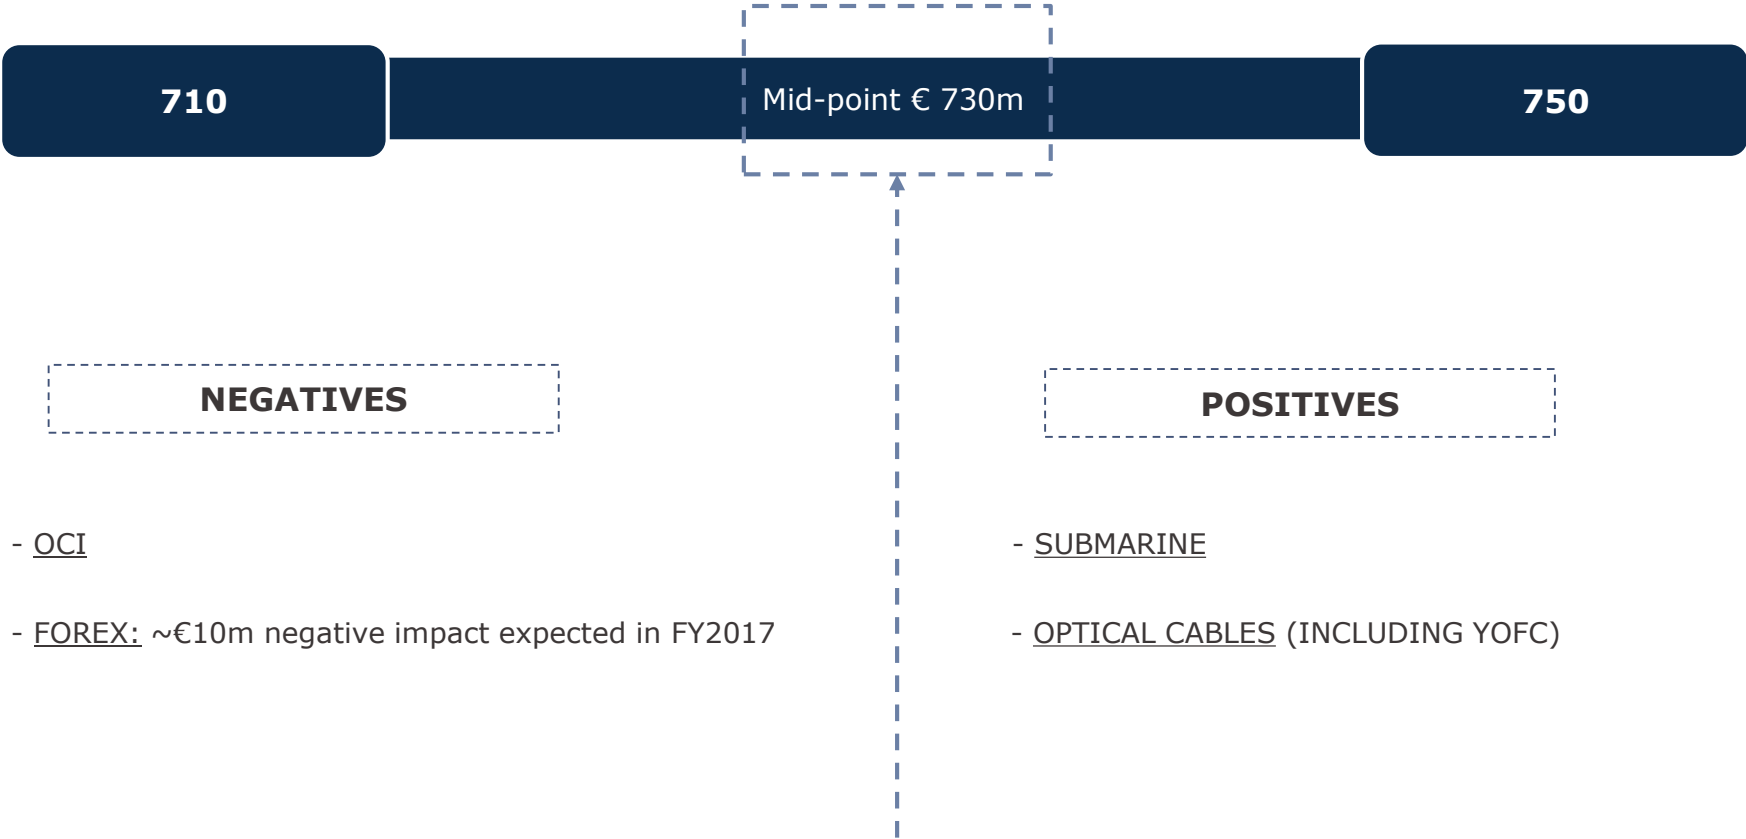 710
Mid-point € 730m
750
NEGATIVES
- OCI
- FOREX: ~€10m negative impact expected in FY2017
POSITIVES
- SUBMARINE
- OPTICAL CABLES (INCLUDING YOFC)